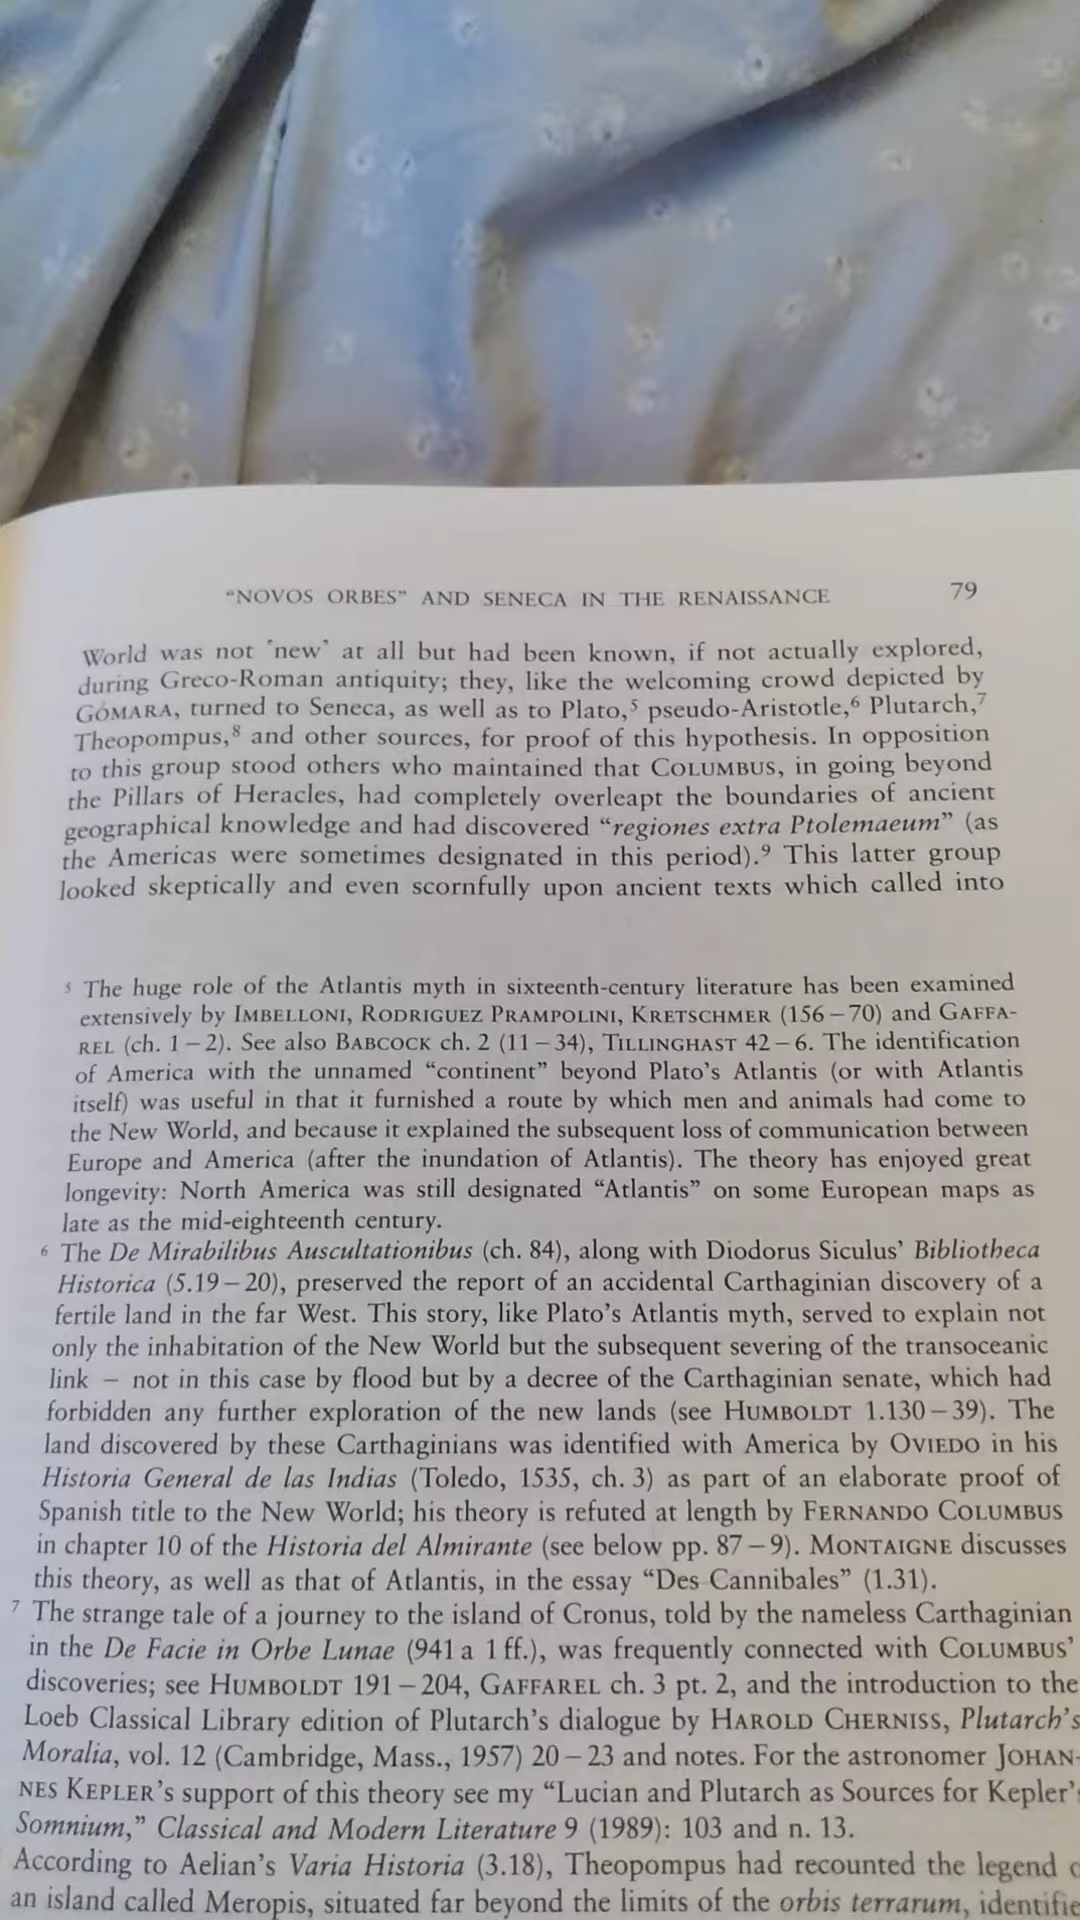 "NOVOS ORBES" AND SENECA IN THE RENAISSANCE 79
World was not 'new' at all but had been known, if not actually explored,
during Greco-Roman antiquity; they, like the welcoming crowd depicted by
GÓMARA, turned to Seneca, as well as to Plato,⁵ pseudo-Aristotle,⁶ Plutarch,⁷
Theopompus,⁸ and other sources, for proof of this hypothesis. In opposition
to this group stood others who maintained that COLUMBUS, in going beyond
the Pillars of Heracles, had completely overleapt the boundaries of ancient
geographical knowledge and had discovered "regiones extra Ptolemaeum" (as
the Americas were sometimes designated in this period).⁹ This latter group
looked skeptically and even scornfully upon ancient texts which called into
⁵ The huge role of the Atlantis myth in sixteenth-century literature has been examined
extensively by IMBELLONI, RODRIGUEZ PRAMPOLINI, KRETSCHMER (156–70) and GAFFA-
REL (ch. 1–2). See also BABCOCK ch. 2 (11–34), TILLINGHAST 42–6. The identification
of America with the unnamed "continent" beyond Plato's Atlantis (or with Atlantis
itself) was useful in that it furnished a route by which men and animals had come to
the New World, and because it explained the subsequent loss of communication between
Europe and America (after the inundation of Atlantis). The theory has enjoyed great
longevity: North America was still designated "Atlantis" on some European maps as
late as the mid-eighteenth century.
⁶ The De Mirabilibus Auscultationibus (ch. 84), along with Diodorus Siculus' Bibliotheca
Historica (5.19–20), preserved the report of an accidental Carthaginian discovery of a
fertile land in the far West. This story, like Plato's Atlantis myth, served to explain not
only the inhabitation of the New World but the subsequent severing of the transoceanic
link – not in this case by flood but by a decree of the Carthaginian senate, which had
forbidden any further exploration of the new lands (see HUMBOLDT 1.130–39). The
land discovered by these Carthaginians was identified with America by OVIEDO in his
Historia General de las Indias (Toledo, 1535, ch. 3) as part of an elaborate proof of
Spanish title to the New World; his theory is refuted at length by FERNANDO COLUMBUS
in chapter 10 of the Historia del Almirante (see below pp. 87–9). MONTAIGNE discusses
this theory, as well as that of Atlantis, in the essay "Des Cannibales" (1.31).
⁷ The strange tale of a journey to the island of Cronus, told by the nameless Carthaginian
in the De Facie in Orbe Lunae (941 a 1 ff.), was frequently connected with COLUMBUS'
discoveries; see HUMBOLDT 191–204, GAFFAREL ch. 3 pt. 2, and the introduction to the
Loeb Classical Library edition of Plutarch's dialogue by HAROLD CHERNISS, Plutarch's
Moralia, vol. 12 (Cambridge, Mass., 1957) 20–23 and notes. For the astronomer JOHAN-
NES KEPLER's support of this theory see my "Lucian and Plutarch as Sources for Kepler's
Somnium," Classical and Modern Literature 9 (1989): 103 and n. 13.
According to Aelian's Varia Historia (3.18), Theopompus had recounted the legend
an island called Meropis, situated far beyond the limits of the orbis terrarum, identifie